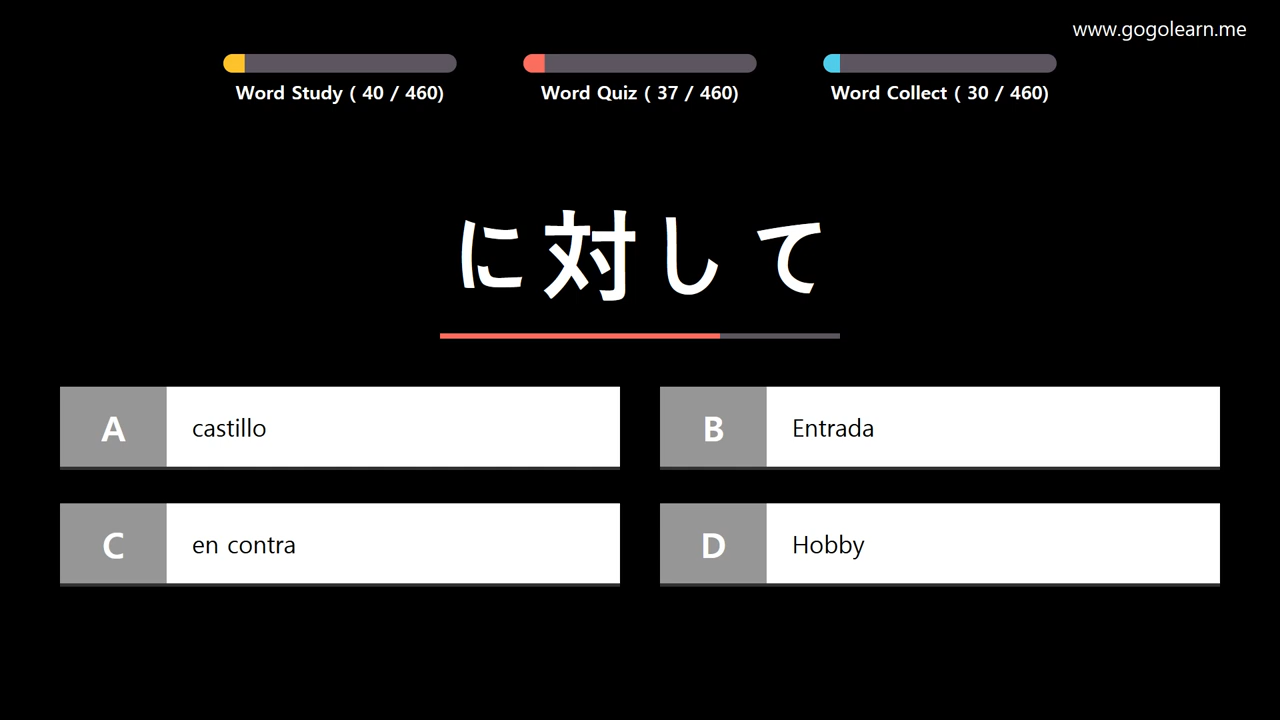 www.gogolearn.me
Word Study ( 40 / 460)
Word Quiz ( 37 / 460)
Word Collect ( 30 / 460)
に対して
A castillo
B Entrada
C en contra
D Hobby